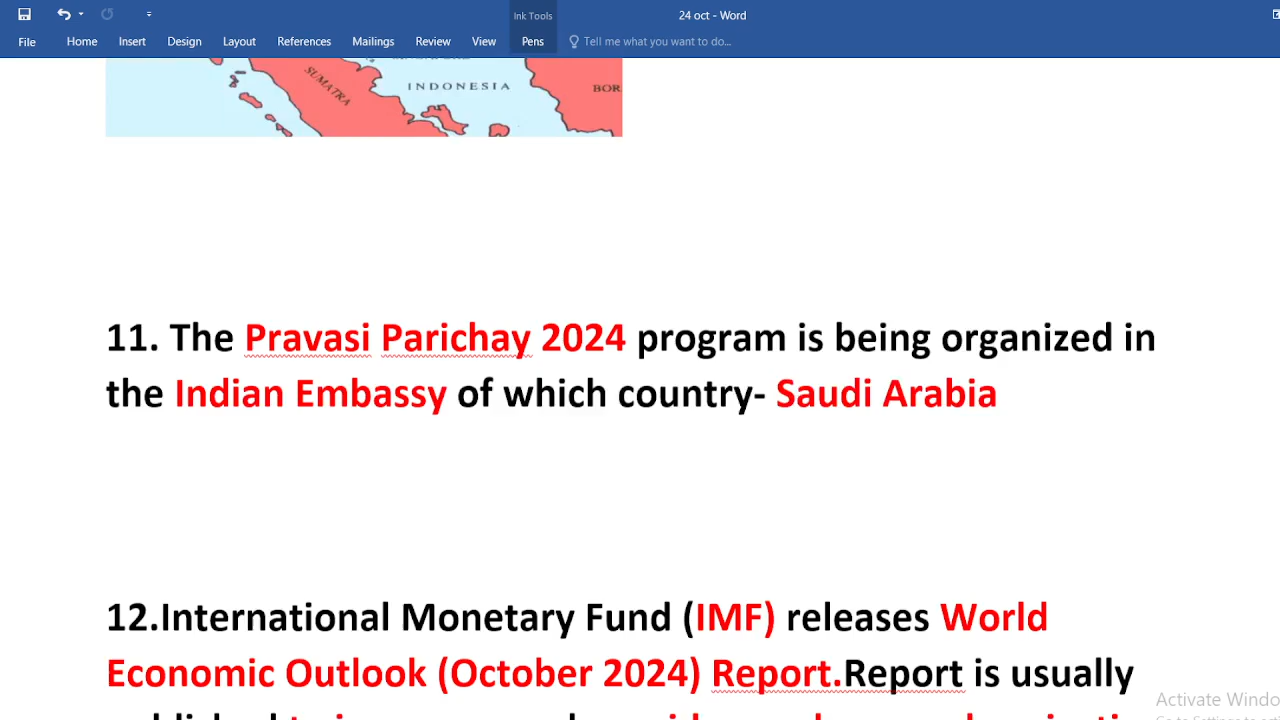 Ink Tools
24 oct - Word
File Home Insert Design Layout References Mailings Review View Pens Tell me what you want to do...
SUMATRA
INDONESIA
BOR
11. The Pravasi Parichay 2024 program is being organized in
the Indian Embassy of which country- Saudi Arabia
12.International Monetary Fund (IMF) releases World
Economic Outlook (October 2024) Report.Report is usually
Activate Windo